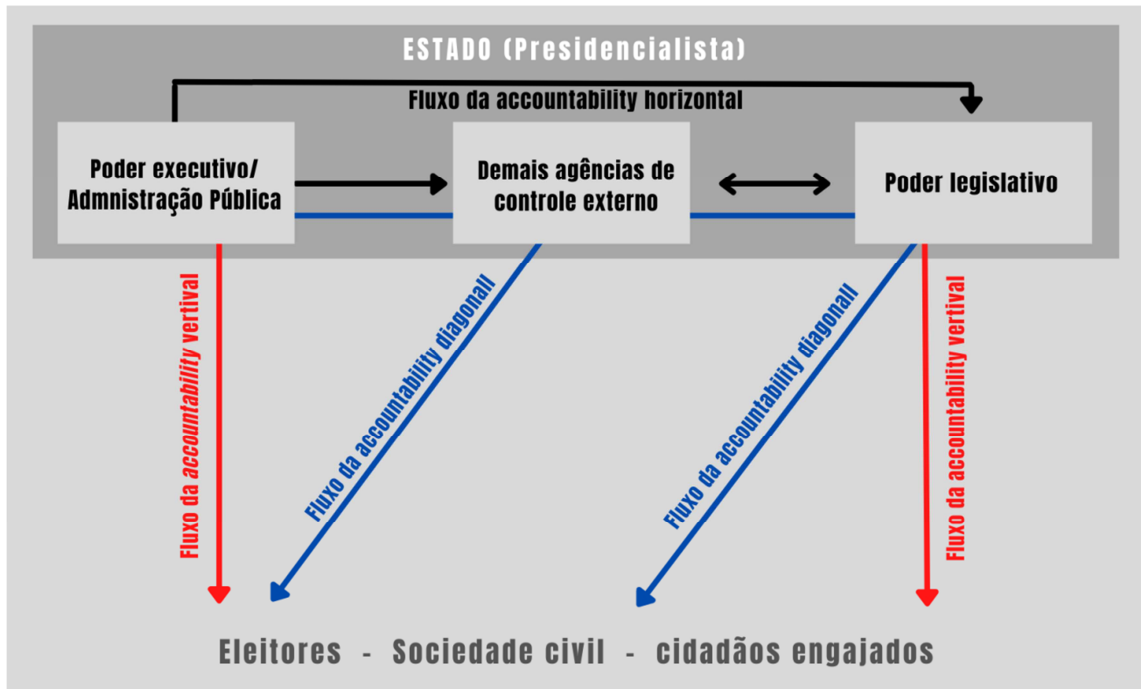 ESTADO (Presidencialista)
Fluxo da accountability horizontal
Poder executivo/
Admnistração Pública
Demais agências de
controle externo
Poder legislativo
Fluxo da accountability vertival
Fluxo da accountability diagonall
Fluxo da accountability diagonall
Fluxo da accountability vertival
Eleitores - Sociedade civil - cidadãos engajados